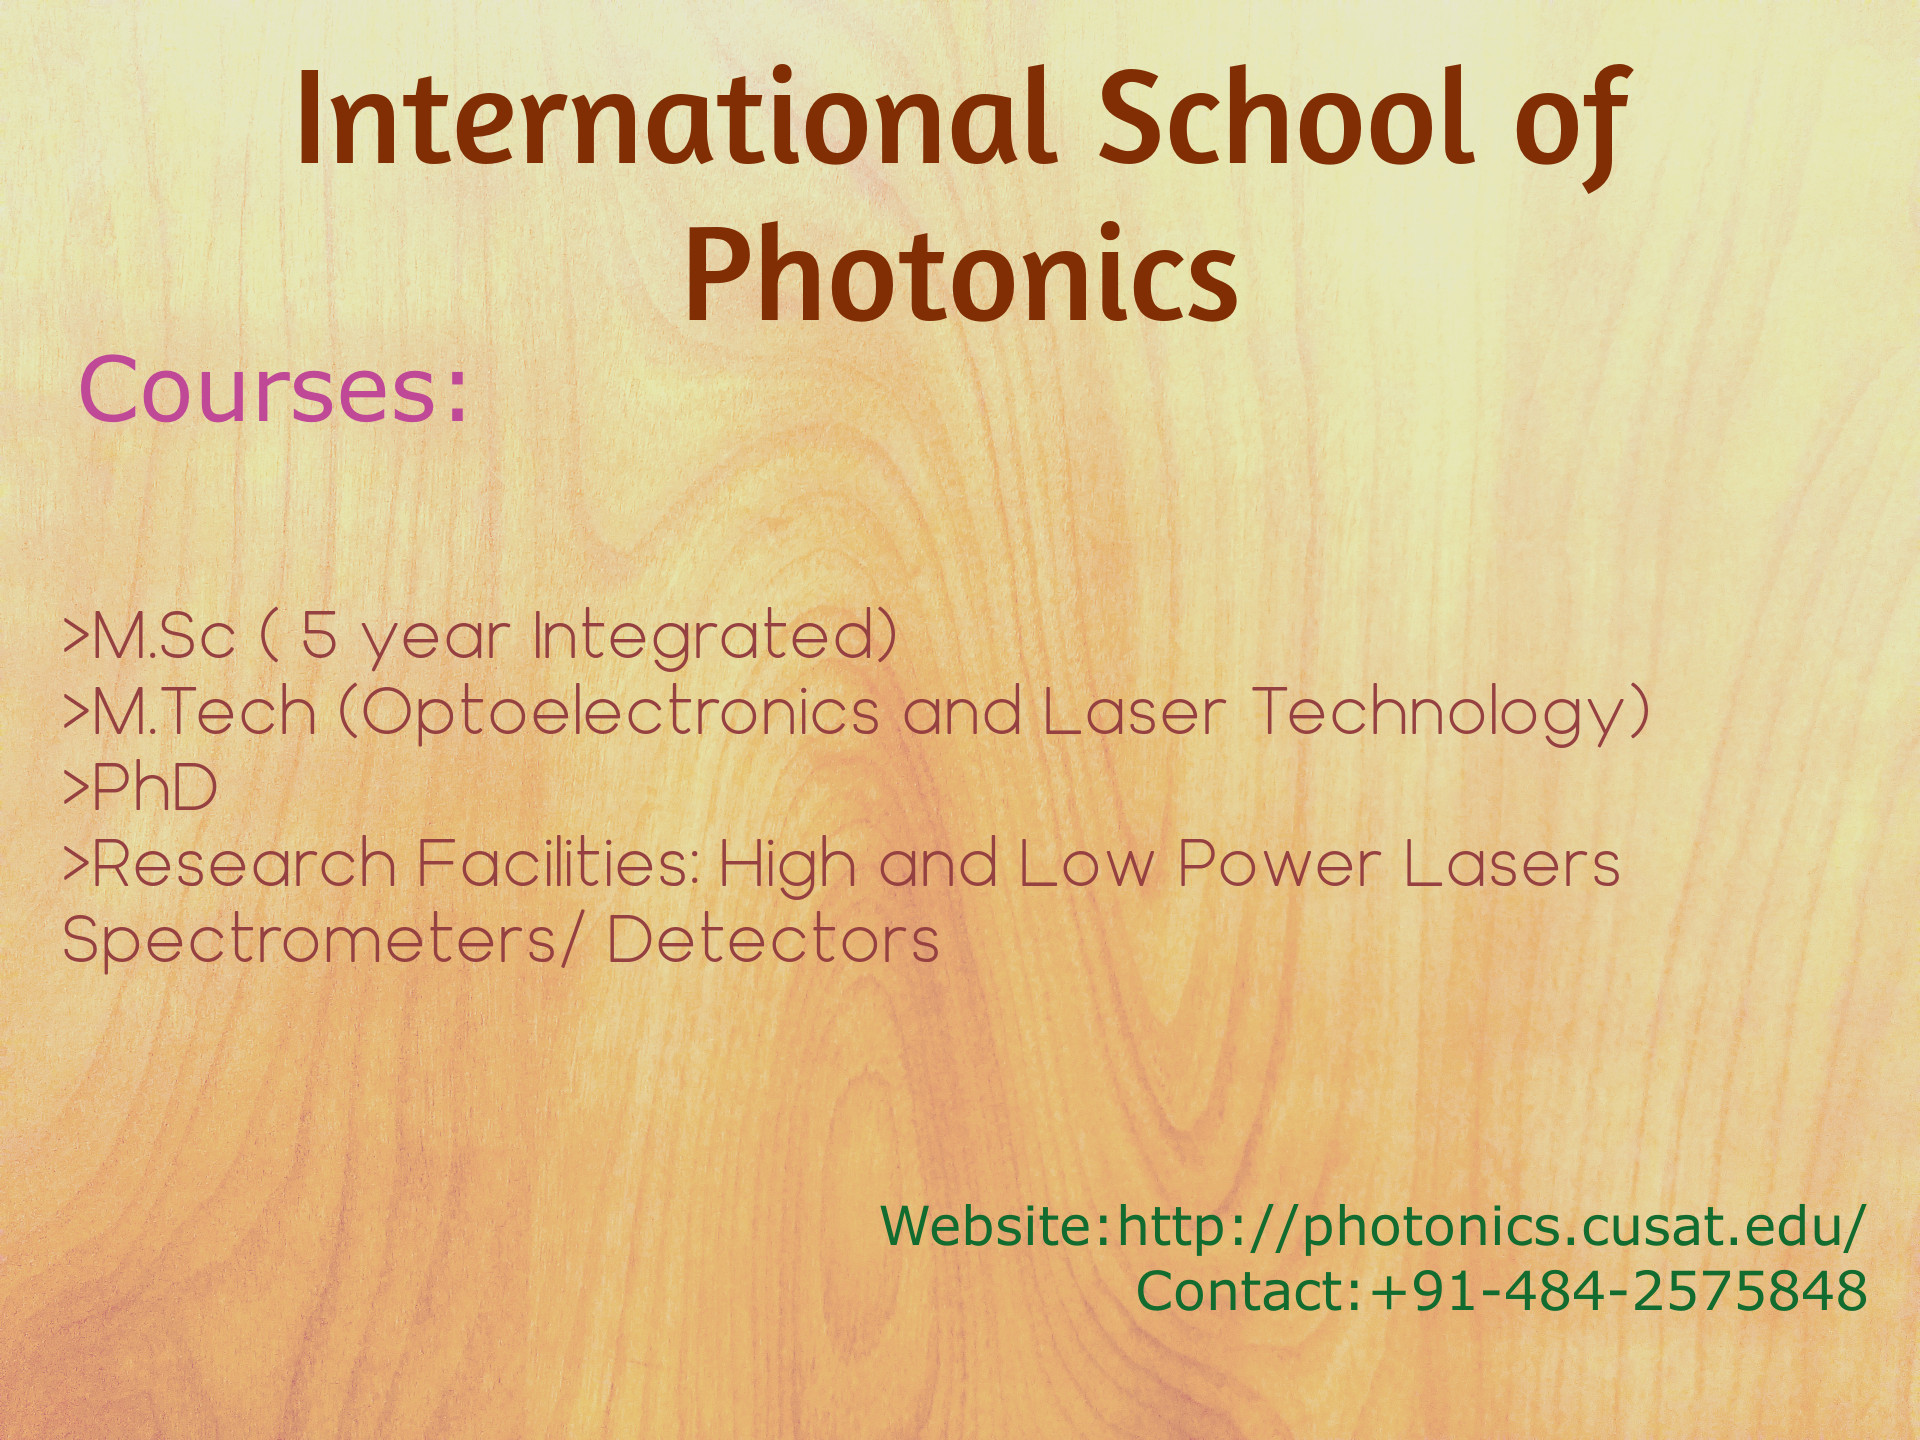 International School of
Photonics
Courses:
>M.Sc ( 5 year Integrated)
>M.Tech (Optoelectronics and Laser Technology)
>PhD
>Research Facilities: High and Low Power Lasers
Spectrometers/ Detectors
Website:http://photonics.cusat.edu/
Contact:+91-484-2575848